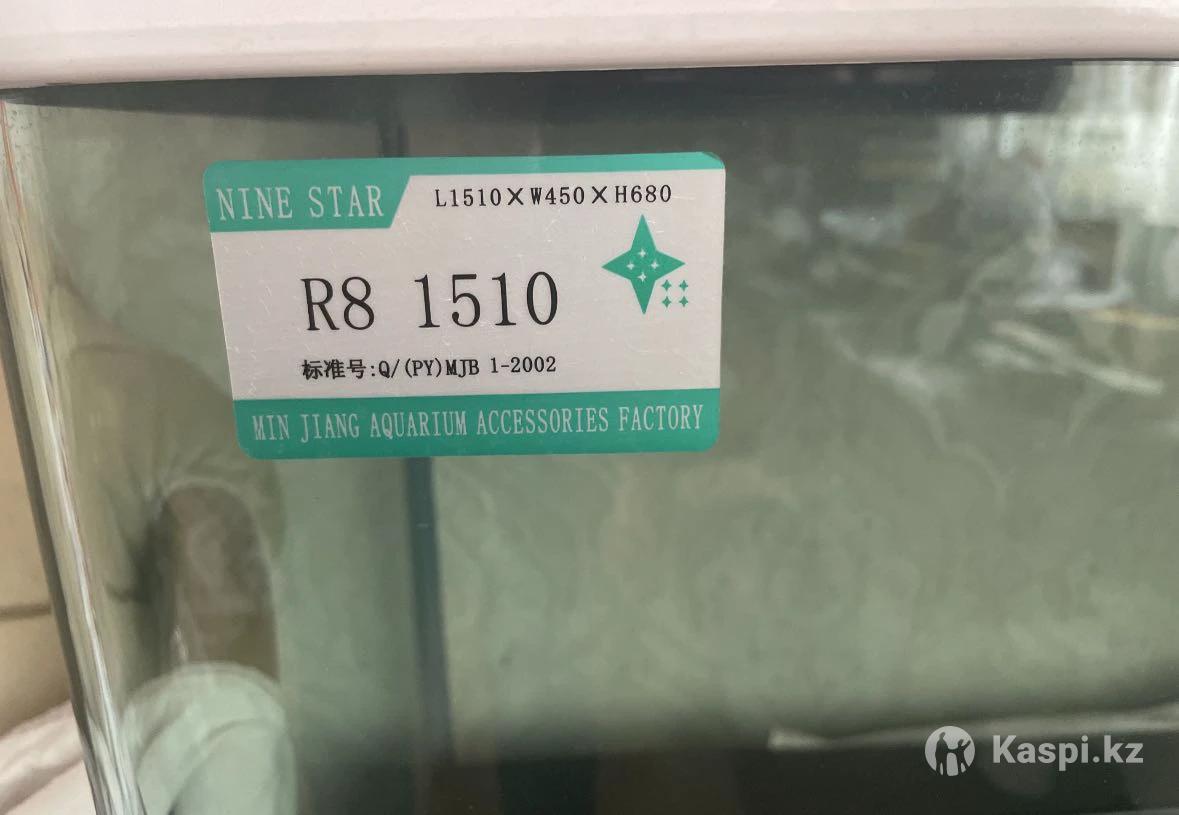 NINE STAR
L1510×W450×H680
R8 1510
标准号:Q/(PY)MJB 1-2002
MIN JIANG AQUARIUM ACCESSORIES FACTORY
Kaspi.kz